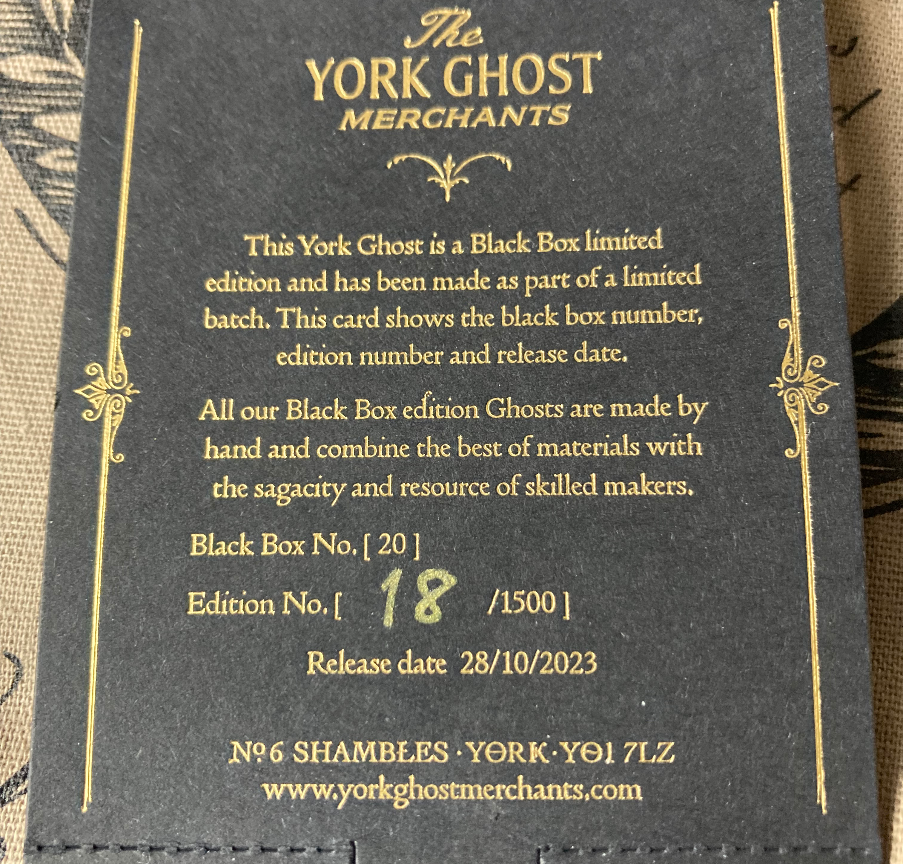 The
YORK GHOST
MERCHANTS
This York Ghost is a Black Box limited
edition and has been made as part of a limited
batch. This card shows the black box number,
edition number and release date.
All our Black Box edition Ghosts are made by
hand and combine the best of materials with
the sagacity and resource of skilled makers.
Black Box No. [ 20 ]
Edition No. [ 18 /1500 ]
Release date 28/10/2023
Nº 6 SHAMBLES · YORK · YO1 7LZ
www.yorkghostmerchants.com